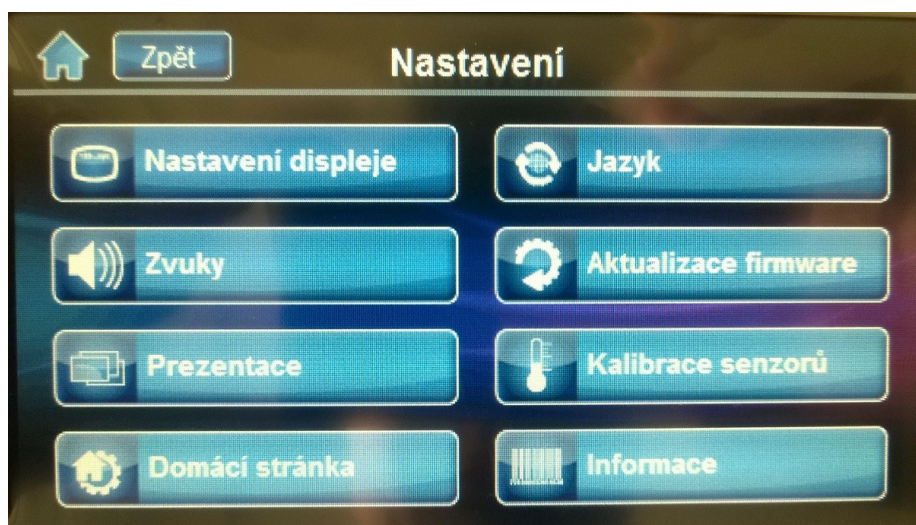 Zpět
Nastavení
Nastavení displeje
Jazyk
Zvuky
Aktualizace firmware
Prezentace
Kalibrace senzorů
Domácí stránka
Informace